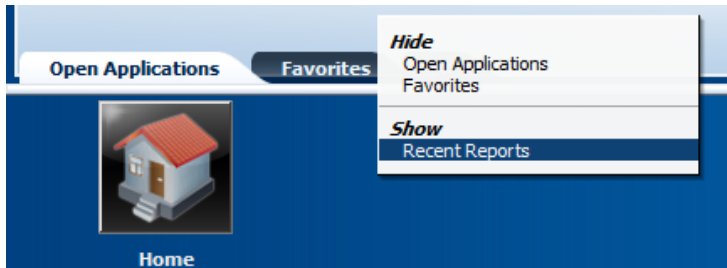 Open Applications
Favorites
Hide
Open Applications
Favorites
Show
Recent Reports
Home